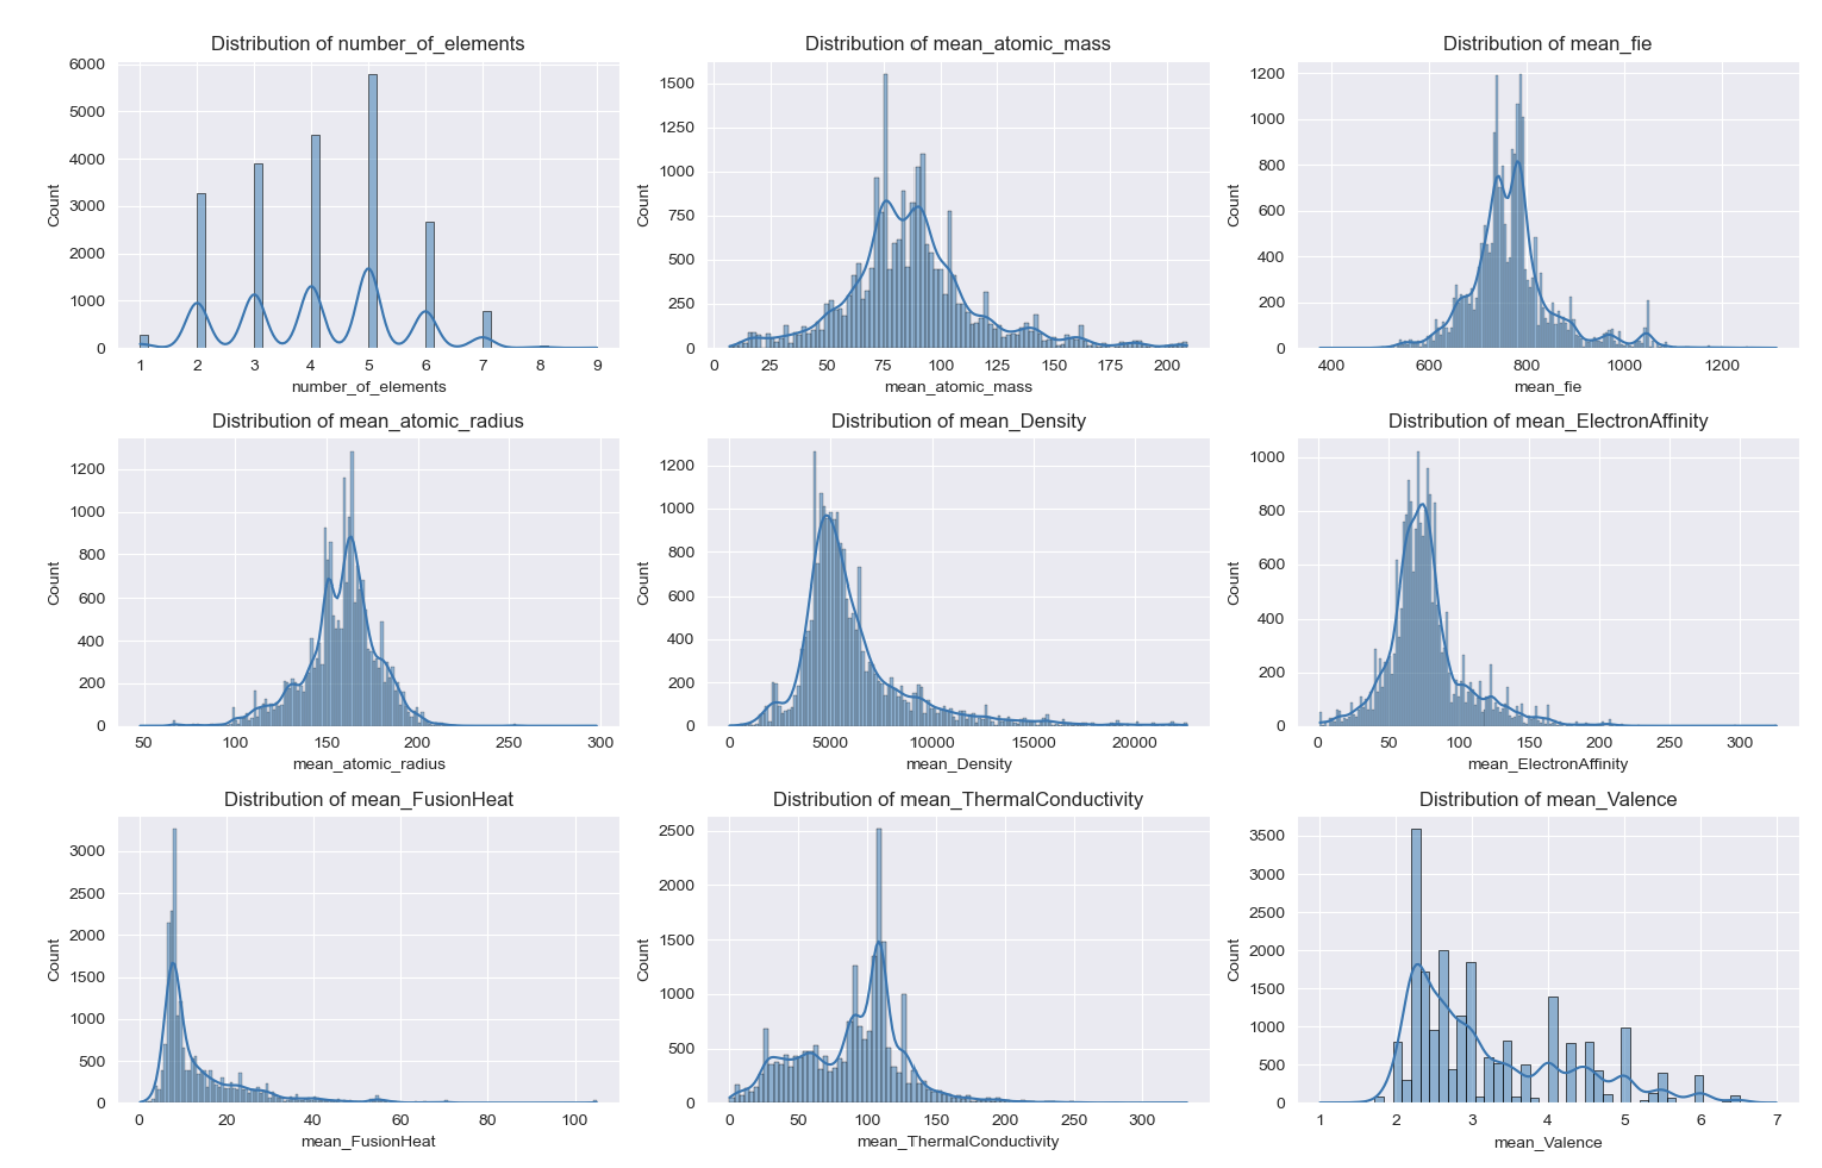 Distribution of number_of_elements
6000
5000
4000
3000
2000
1000
0
Count
1 2 3 4 5 6 7 8 9
number_of_elements
Distribution of mean_atomic_mass
1500
1250
1000
750
500
250
0
Count
0 25 50 75 100 125 150 175 200
mean_atomic_mass
Distribution of mean_fie
1200
1000
800
600
400
200
0
Count
400 600 800 1000 1200
mean_fie
Distribution of mean_atomic_radius
1200
1000
800
600
400
200
0
Count
50 100 150 200 250 300
mean_atomic_radius
Distribution of mean_Density
1200
1000
800
600
400
200
0
Count
0 5000 10000 15000 20000
mean_Density
Distribution of mean_ElectronAffinity
1000
800
600
400
200
0
Count
0 50 100 150 200 250 300
mean_ElectronAffinity
Distribution of mean_FusionHeat
3000
2500
2000
1500
1000
500
0
Count
0 20 40 60 80 100
mean_FusionHeat
Distribution of mean_ThermalConductivity
2500
2000
1500
1000
500
0
Count
0 50 100 150 200 250 300
mean_ThermalConductivity
Distribution of mean_Valence
3500
3000
2500
2000
1500
1000
500
0
Count
1 2 3 4 5 6 7
mean_Valence